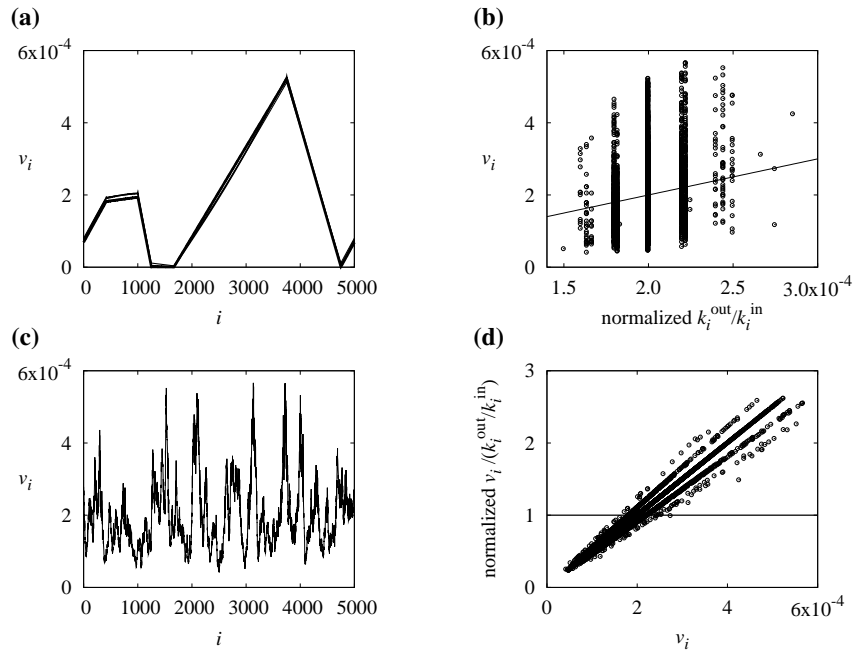 (a)
6x10⁻⁴
4
2
0
vᵢ
0 1000 2000 3000 4000 5000
i
(b)
6x10⁻⁴
4
2
0
vᵢ
1.5 2.0 2.5 3.0x10⁻⁴
normalized kᵢᵒᵘᵗ/kᵢⁱⁿ
(c)
6x10⁻⁴
4
2
0
vᵢ
0 1000 2000 3000 4000 5000
i
(d)
3
2
1
0
normalized vᵢ /(kᵢᵒᵘᵗ/kᵢⁱⁿ)
0 2 4 6x10⁻⁴
vᵢ